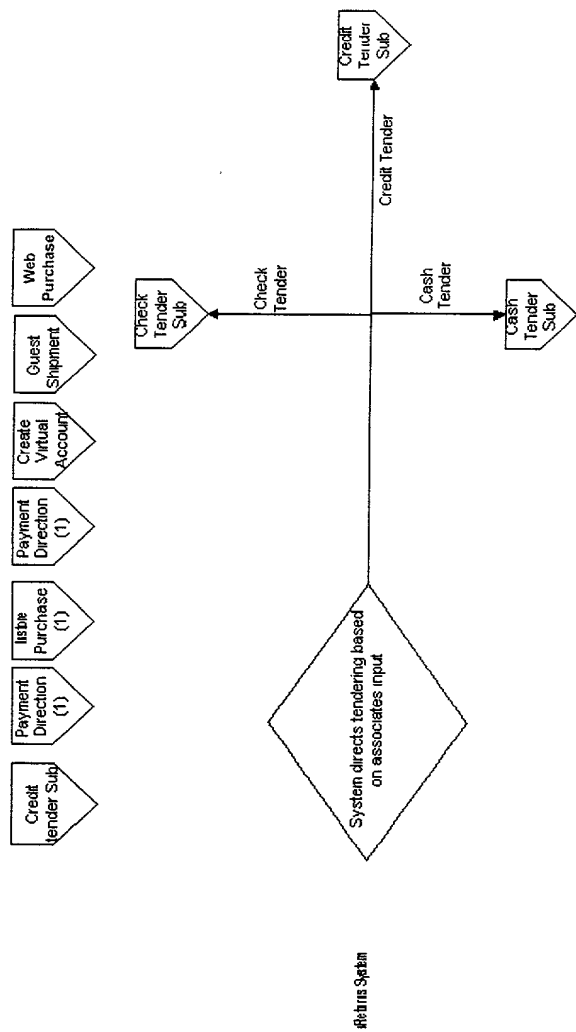 Credit
tender Sub
Payment
Direction
(1)
Purchase
(1)
Payment
Direction
(1)
Create
Virtual
Account
Guest
Shipment
Web
Purchase
Check
Tender
Sub
Check
Tender
iReturns System
System directs tendering based
on associates input
Credit Tender
Credit
Tender
Sub
Cash
Tender
Cash
Tender
Sub